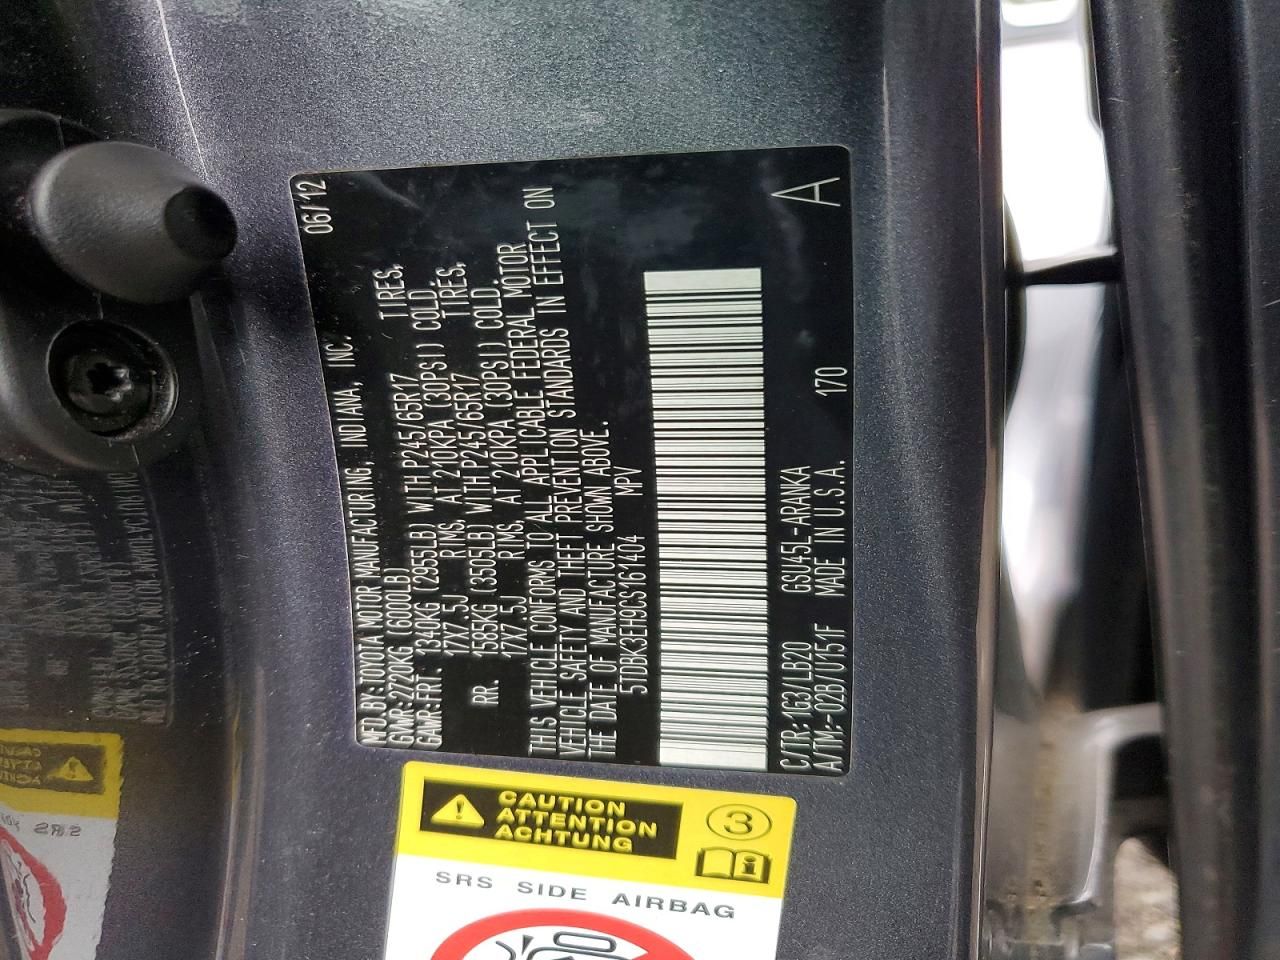 MFD.BY:TOYOTA MOTOR MANUFACTURING, INDIANA, INC. 06/12
GVWR:2720KG(6000LB)
GAWR:FRT 1340KG (2955LB) WITH P245/65R17 TIRES,
17X7.5J RIMS, AT 210KPA (30PSI) COLD.
RR. 1585KG (3505LB) WITH P245/65R17 TIRES,
17X7.5J RIMS, AT 210KPA (30PSI) COLD.
THIS VEHICLE CONFORMS TO ALL APPLICABLE FEDERAL MOTOR
VEHICLE SAFETY AND THEFT PREVENTION STANDARDS IN EFFECT ON
THE DATE OF MANUFACTURE SHOWN ABOVE.
5TDBK3EH9CS161404 MPV
C/TR:1G3/LB20 GSU45L-ARANKA
A/TM:-02B/U151F MADE IN U.S.A. 170 A
CAUTION
ATTENTION
ACHTUNG
3
SRS SIDE AIRBAG